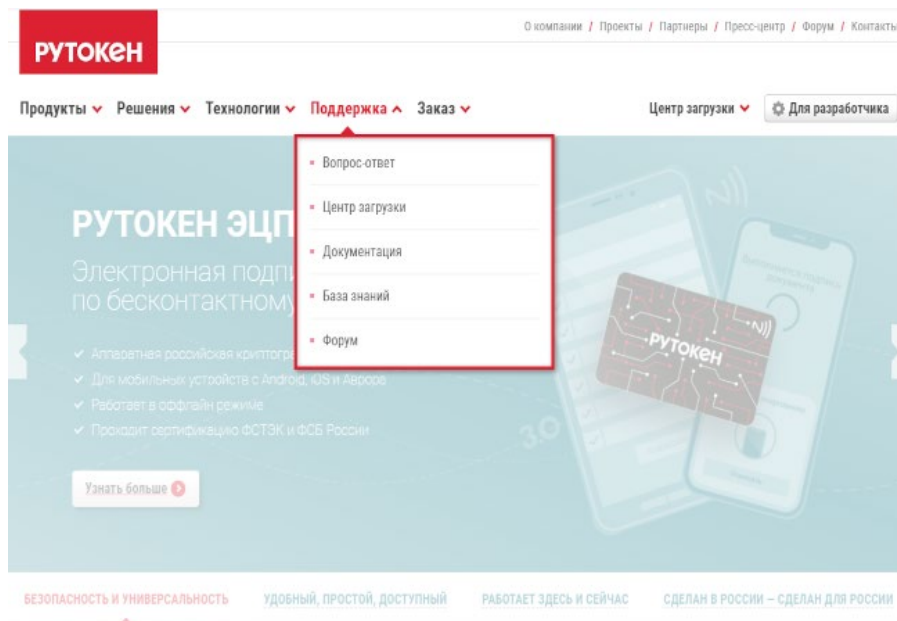 О компании / Проекты / Партнеры / Пресс-центр / Форум / Контакты
РУТОКЕН
Продукты Решения Технологии Поддержка Заказ Центр загрузки Для разработчика
Вопрос-ответ
Центр загрузки
Документация
База знаний
Форум
РУТОКЕН ЭЦП
Электронная подпи
по бесконтактному
Аппаратная российская криптогра
Для мобильных устройств с Android, iOS и Аврора
Работает в оффлайн режиме
Проходит сертификацию ФСТЭК и ФСБ России
Узнать больше
3.0
РУТОКЕН
БЕЗОПАСНОСТЬ И УНИВЕРСАЛЬНОСТЬ УДОБНЫЙ, ПРОСТОЙ, ДОСТУПНЫЙ РАБОТАЕТ ЗДЕСЬ И СЕЙЧАС СДЕЛАН В РОССИИ – СДЕЛАН ДЛЯ РОССИИ